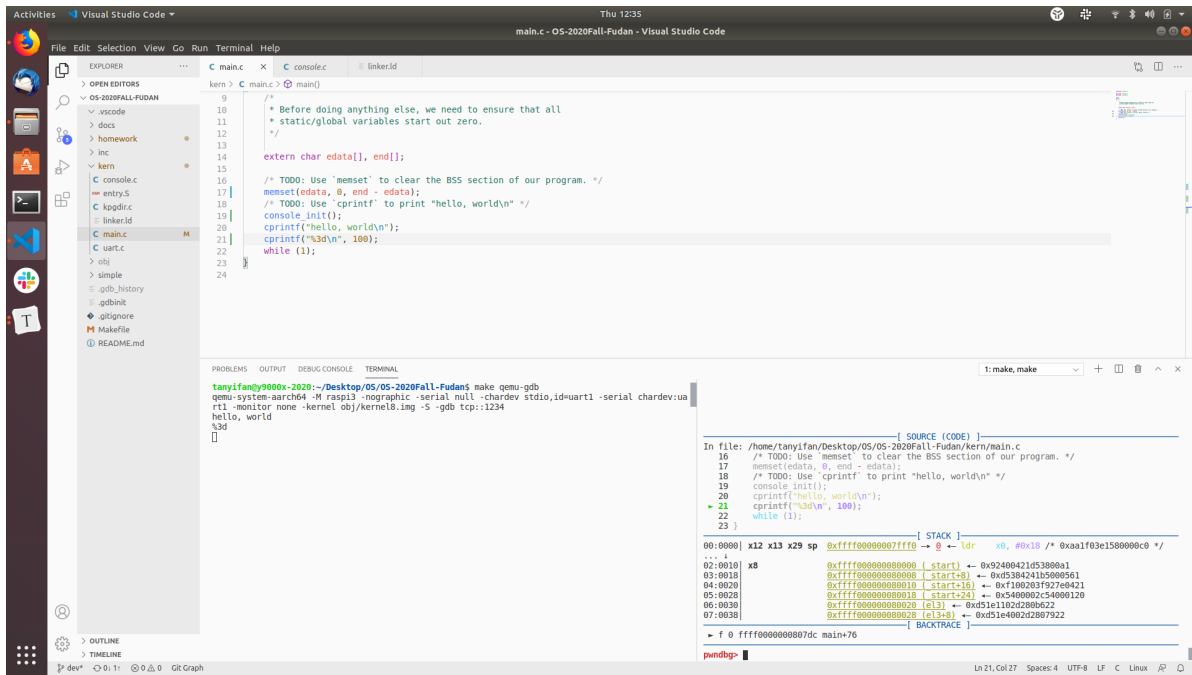 Activities Visual Studio Code Thu 12:35
main.c - OS-2020Fall-Fudan - Visual Studio Code
File Edit Selection View Go Run Terminal Help
EXPLORER
OPEN EDITORS
OS-2020FALL-FUDAN
.vscode
docs
homework
inc
kern
console.c
entry.S
kpgdir.c
linker.ld
main.c M
uart.c
obj
simple
.gdb_history
.gdbinit
.gitignore
Makefile
README.md
OUTLINE
TIMELINE
main.c console.c linker.ld
kern > C main.c > main()
9 /*
10 * Before doing anything else, we need to ensure that all
11 * static/global variables start out zero.
12 */
13
14 extern char edata[], end[];
15
16 /* TODO: Use `memset` to clear the BSS section of our program. */
17 memset(edata, 0, end - edata);
18 /* TODO: Use `cprintf` to print "hello, world\n" */
19 console_init();
20 cprintf("hello, world\n");
21 cprintf("%3d\n", 100);
22 while (1);
23 }
24
PROBLEMS OUTPUT DEBUG CONSOLE TERMINAL
1: make, make
tanyifan@y9000x-2020:~/Desktop/OS/OS-2020Fall-Fudan$ make qemu-gdb
qemu-system-aarch64 -M raspi3 -nographic -serial null -chardev stdio,id=uart1 -serial chardev:ua
rt1 -monitor none -kernel obj/kernel8.img -S -gdb tcp::1234
hello, world
%3d
[ SOURCE (CODE) ]
In file: /home/tanyifan/Desktop/OS/OS-2020Fall-Fudan/kern/main.c
16 /* TODO: Use `memset` to clear the BSS section of our program. */
17 memset(edata, 0, end - edata);
18 /* TODO: Use `cprintf` to print "hello, world\n" */
19 console_init();
20 cprintf("hello, world\n");
► 21 cprintf("%3d\n", 100);
22 while (1);
23 }
[ STACK ]
00:0000│ x12 x13 x29 sp 0xffff00000007fff0 —▸ 0 ◂— ldr x0, #0x18 /* 0xaa1f03e1580000c0 */
... ↓
02:0010│ x8 0xffff000000080000 (_start) ◂— 0x92400421d53800a1
03:0018│ 0xffff000000080008 (_start+8) ◂— 0xd5384241b5000561
04:0020│ 0xffff000000080010 (_start+16) ◂— 0xf100203f927e0421
05:0028│ 0xffff000000080018 (_start+24) ◂— 0x5400002c54000120
06:0030│ 0xffff000000080020 (el3) ◂— 0xd51e1102d280b622
07:0038│ 0xffff000000080028 (el3+8) ◂— 0xd51e4002d2807922
[ BACKTRACE ]
► f 0 ffff0000000807dc main+76
pwndbg>
dev* 0↓ 1↑ 0 0 Git Graph Ln 21, Col 27 Spaces: 4 UTF-8 LF C Linux